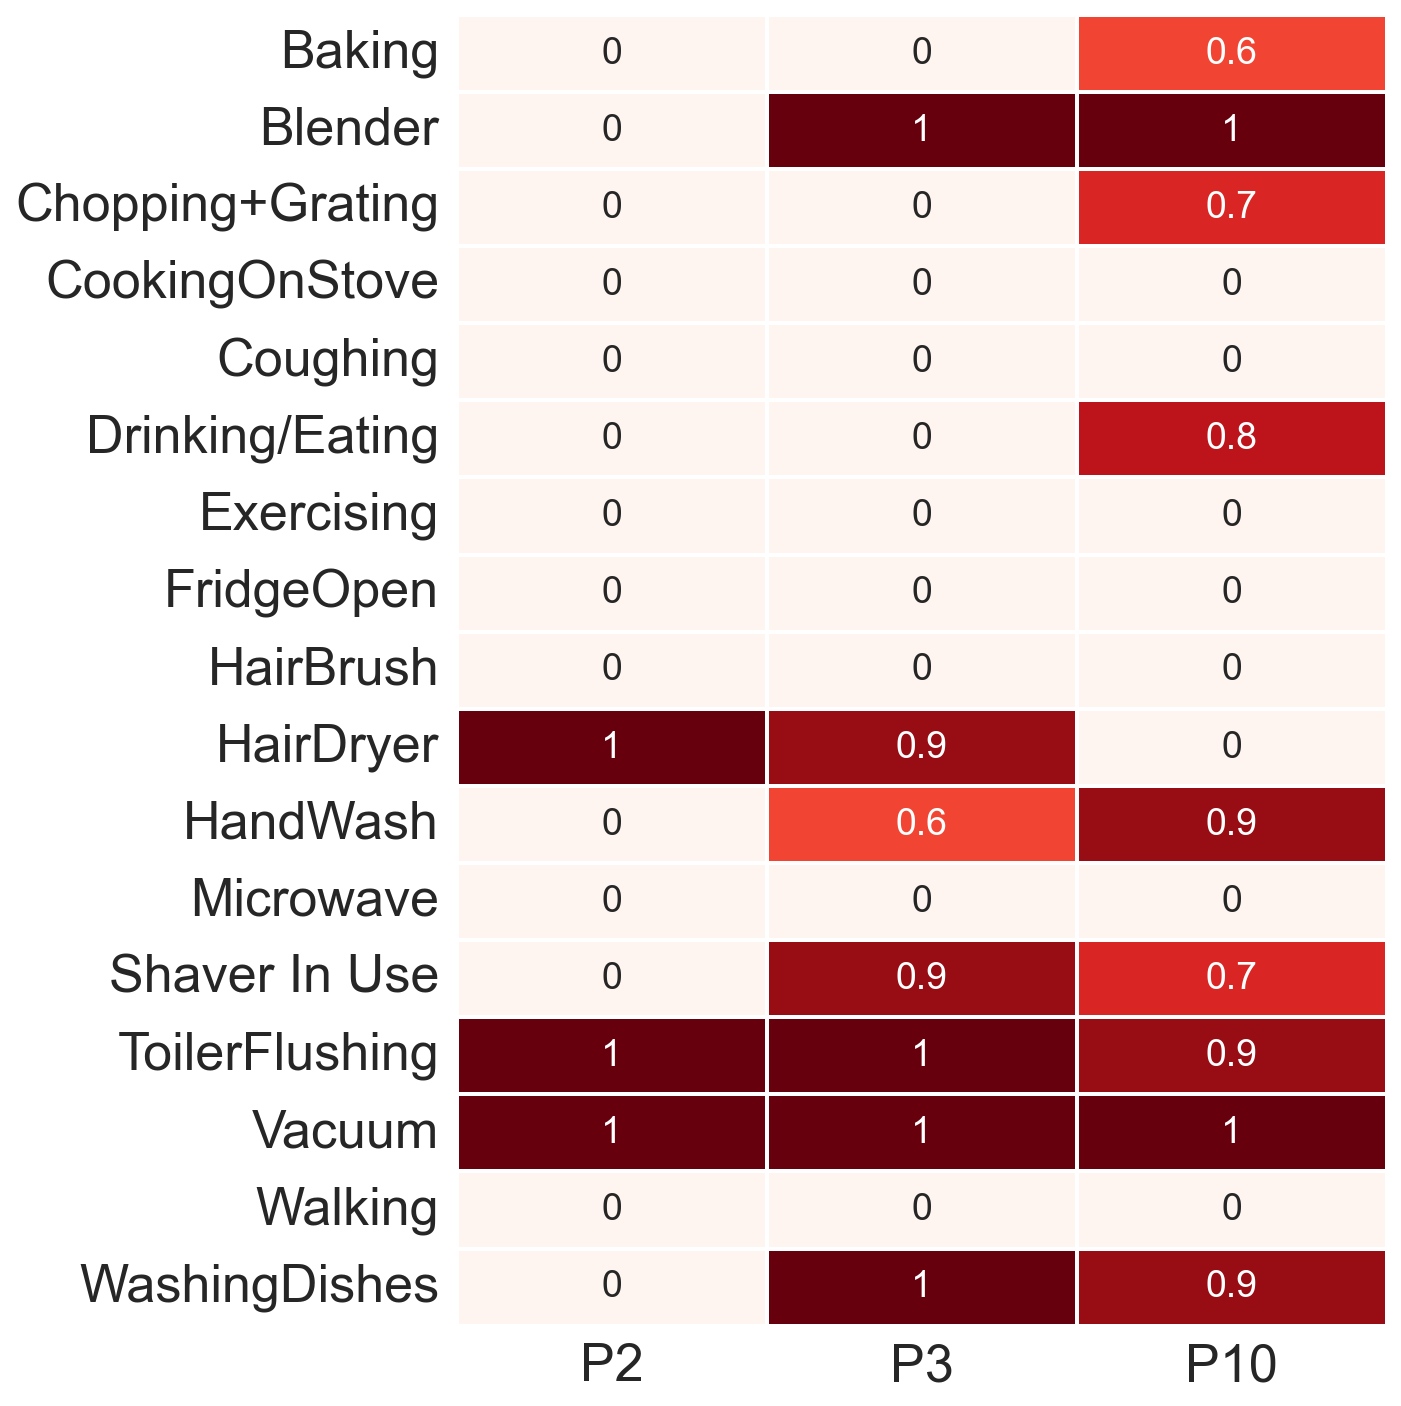 Baking 0 0 0.6
Blender 0 1 1
Chopping+Grating 0 0 0.7
CookingOnStove 0 0 0
Coughing 0 0 0
Drinking/Eating 0 0 0.8
Exercising 0 0 0
FridgeOpen 0 0 0
HairBrush 0 0 0
HairDryer 1 0.9 0
HandWash 0 0.6 0.9
Microwave 0 0 0
Shaver In Use 0 0.9 0.7
ToilerFlushing 1 1 0.9
Vacuum 1 1 1
Walking 0 0 0
WashingDishes 0 1 0.9
P2 P3 P10